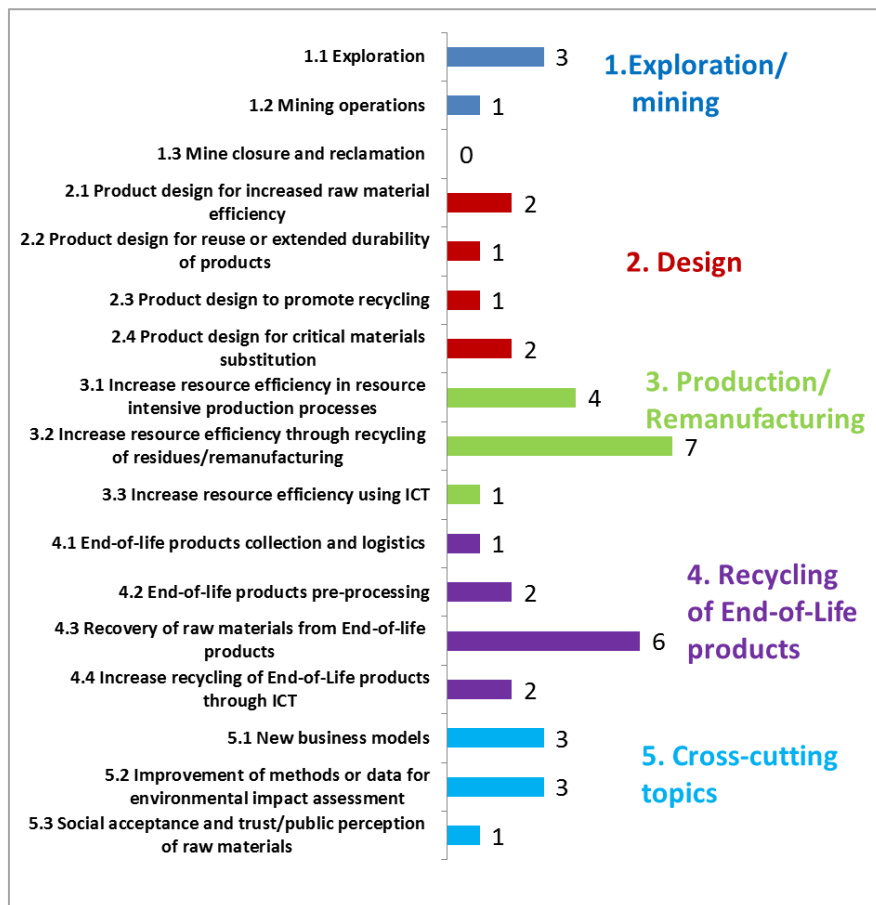 1.1 Exploration
3
1.Exploration/
mining
1.2 Mining operations
1
1.3 Mine closure and reclamation
0
2.1 Product design for increased raw material
efficiency
2
2.2 Product design for reuse or extended durability
of products
1
2. Design
2.3 Product design to promote recycling
1
2.4 Product design for critical materials
substitution
2
3.1 Increase resource efficiency in resource
intensive production processes
4
3. Production/
Remanufacturing
3.2 Increase resource efficiency through recycling
of residues/remanufacturing
7
3.3 Increase resource efficiency using ICT
1
4.1 End-of-life products collection and logistics
1
4.2 End-of-life products pre-processing
2
4. Recycling
of End-of-Life
products
4.3 Recovery of raw materials from End-of-life
products
6
4.4 Increase recycling of End-of-Life products
through ICT
2
5.1 New business models
3
5. Cross-cutting
topics
5.2 Improvement of methods or data for
environmental impact assessment
3
5.3 Social acceptance and trust/public perception
of raw materials
1